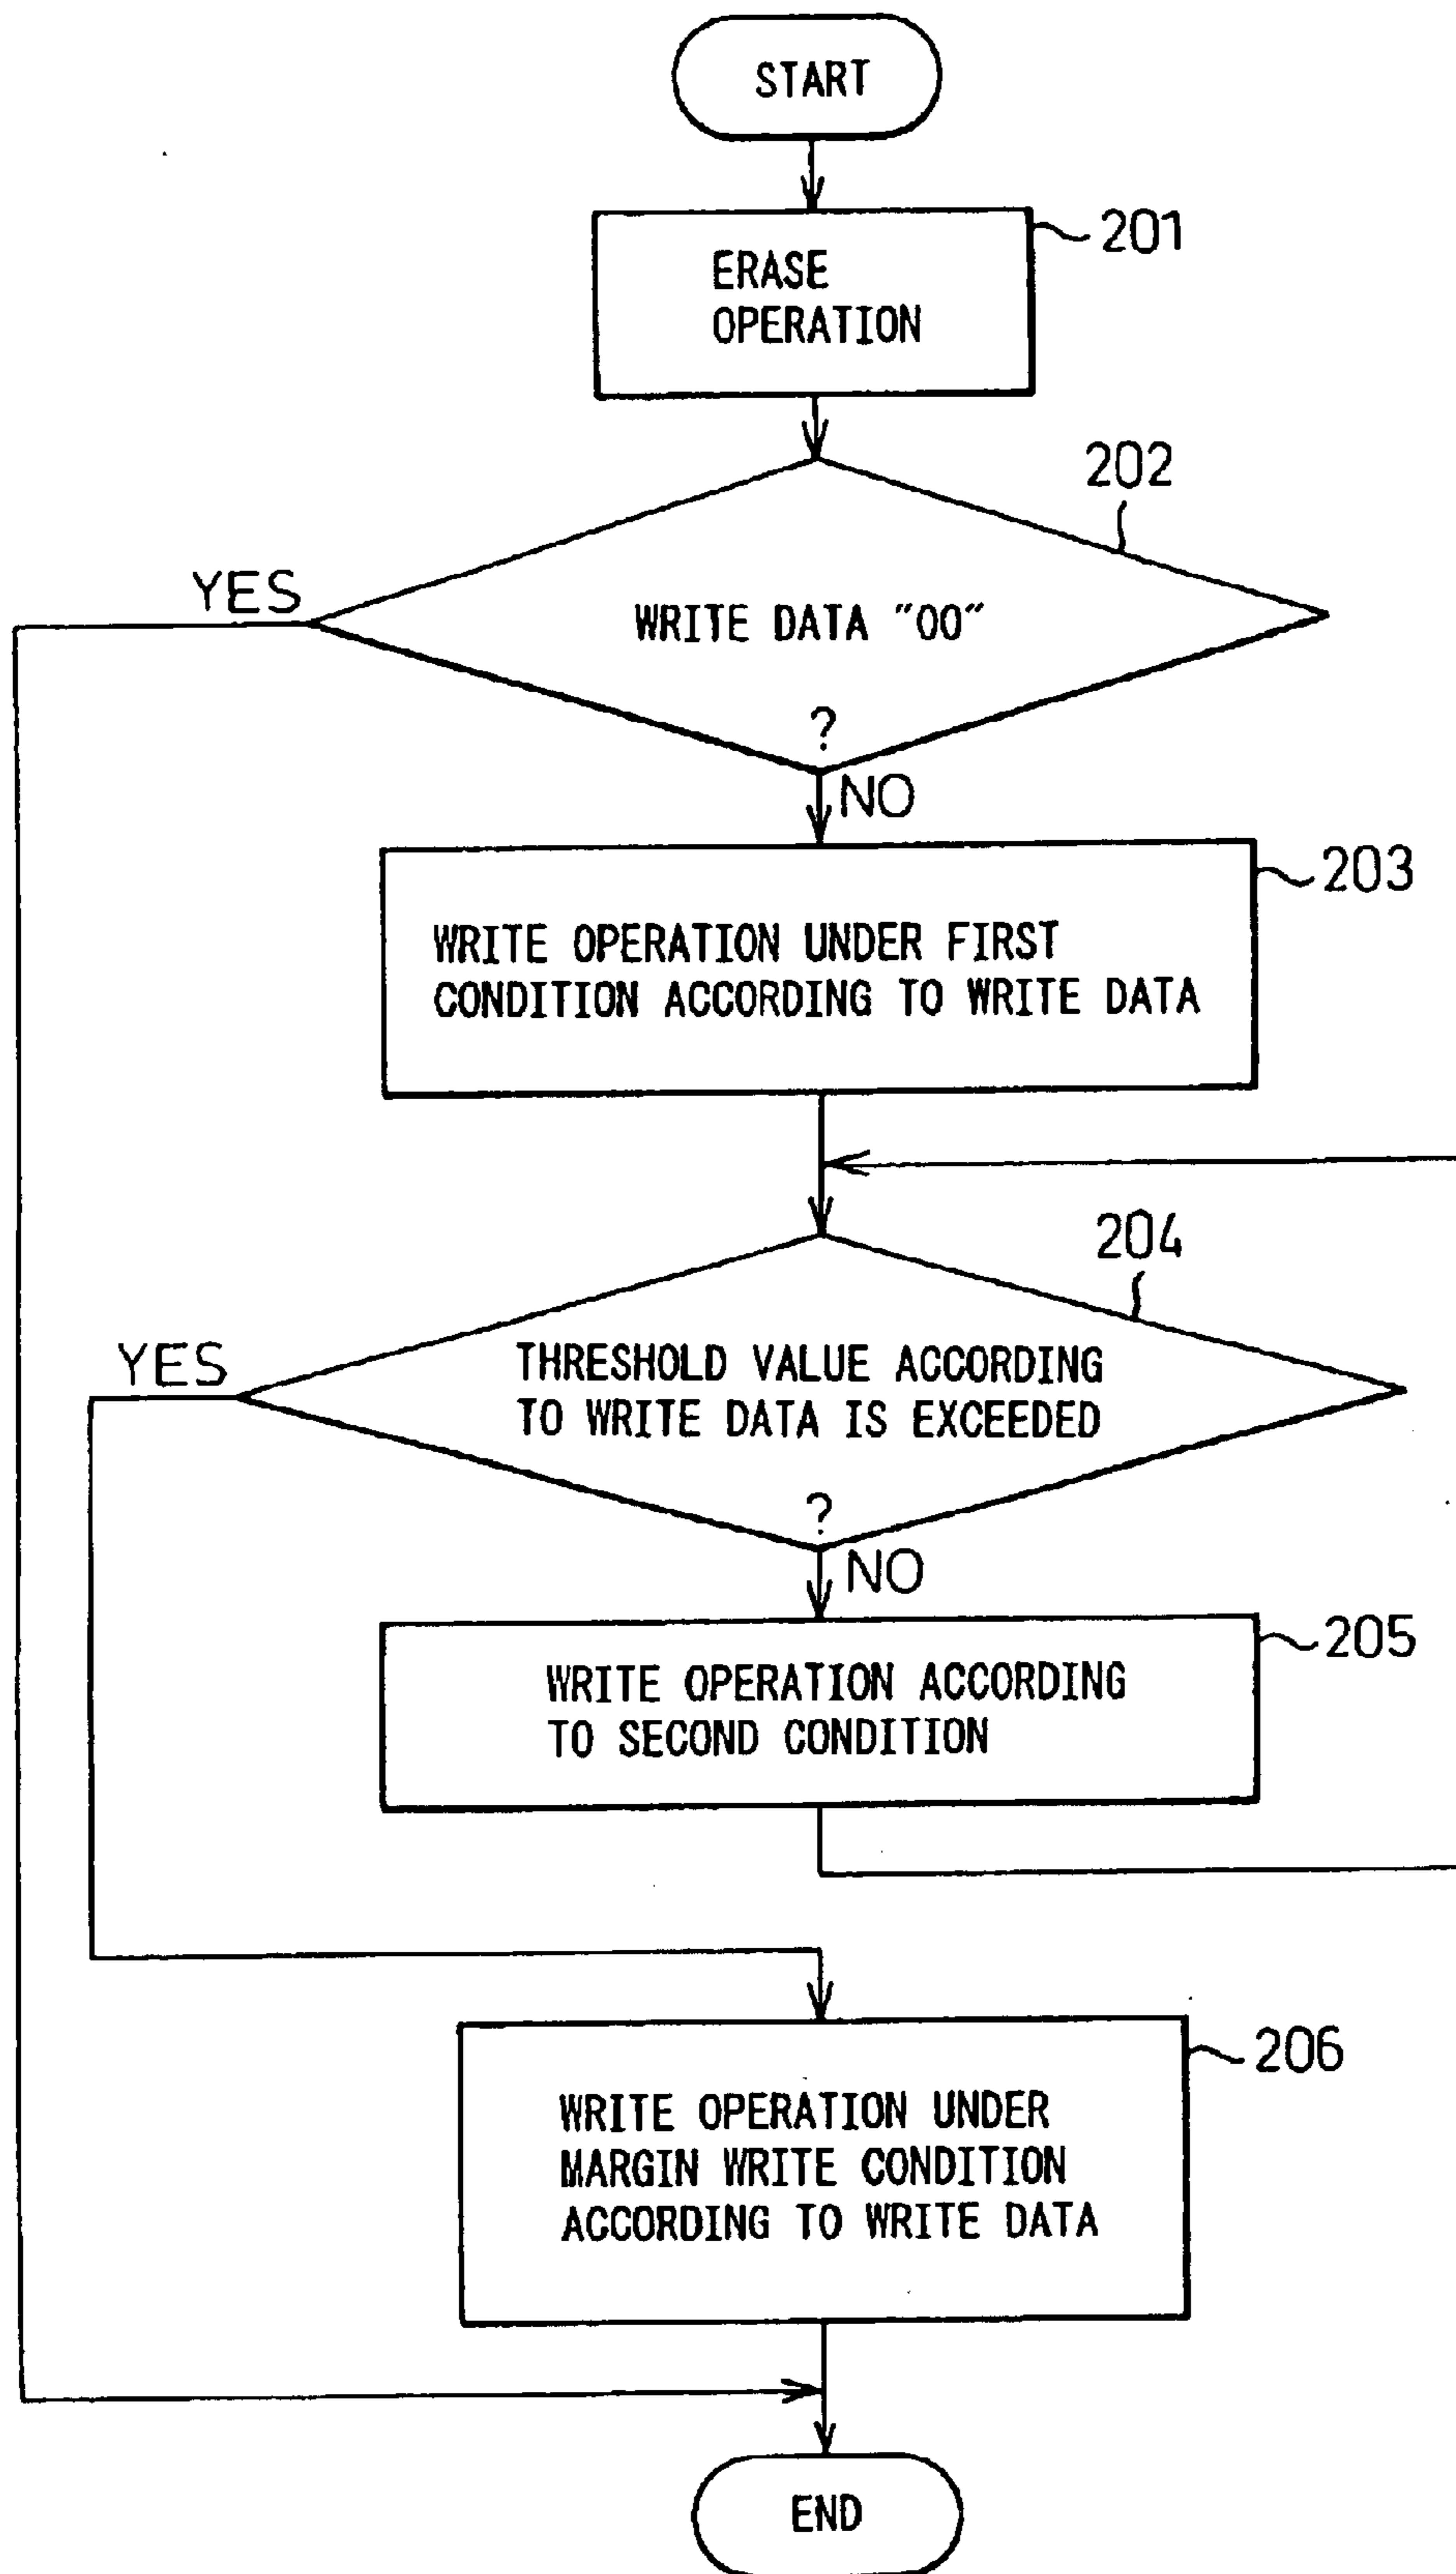 START
201
ERASE
OPERATION
202
YES
WRITE DATA "00"
?
NO
203
WRITE OPERATION UNDER FIRST
CONDITION ACCORDING TO WRITE DATA
204
YES
THRESHOLD VALUE ACCORDING
TO WRITE DATA IS EXCEEDED
?
NO
205
WRITE OPERATION ACCORDING
TO SECOND CONDITION
206
WRITE OPERATION UNDER
MARGIN WRITE CONDITION
ACCORDING TO WRITE DATA
END